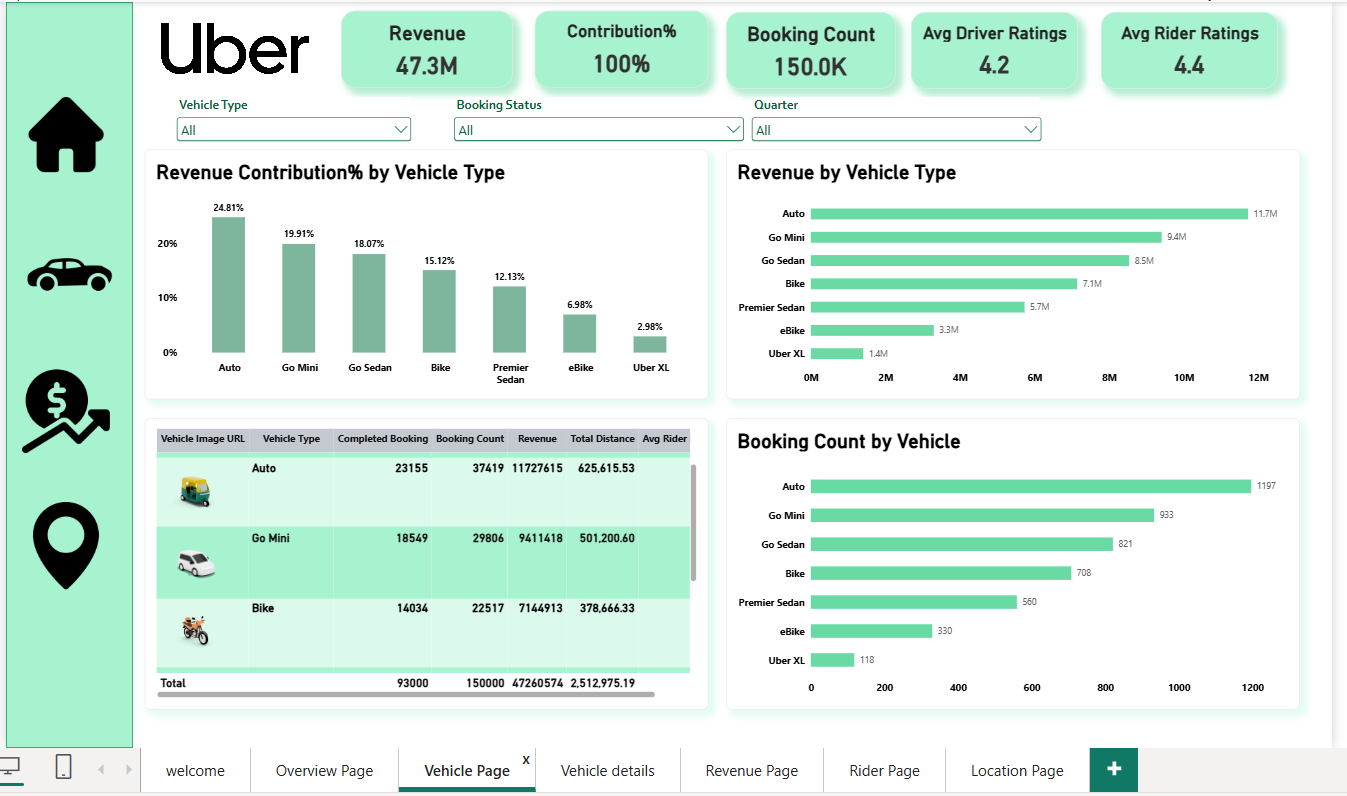 Uber
Revenue
47.3M
Contribution%
100%
Booking Count
150.0K
Avg Driver Ratings
4.2
Avg Rider Ratings
4.4
Vehicle Type
All
Booking Status
All
Quarter
All
Revenue Contribution% by Vehicle Type
20%
10%
0%
24.81%
19.91%
18.07%
15.12%
12.13%
6.98%
2.98%
Auto
Go Mini
Go Sedan
Bike
Premier
Sedan
eBike
Uber XL
Revenue by Vehicle Type
Auto 11.7M
Go Mini 9.4M
Go Sedan 8.5M
Bike 7.1M
Premier Sedan 5.7M
eBike 3.3M
Uber XL 1.4M
0M 2M 4M 6M 8M 10M 12M
Vehicle Image URL Vehicle Type Completed Booking Booking Count Revenue Total Distance Avg Rider
Auto 23155 37419 11727615 625,615.53
Go Mini 18549 29806 9411418 501,200.60
Bike 14034 22517 7144913 378,666.33
Total 93000 150000 47260574 2,512,975.19
Booking Count by Vehicle
Auto 1197
Go Mini 933
Go Sedan 821
Bike 708
Premier Sedan 560
eBike 330
Uber XL 118
0 200 400 600 800 1000 1200
welcome
Overview Page
Vehicle Page x
Vehicle details
Revenue Page
Rider Page
Location Page
+